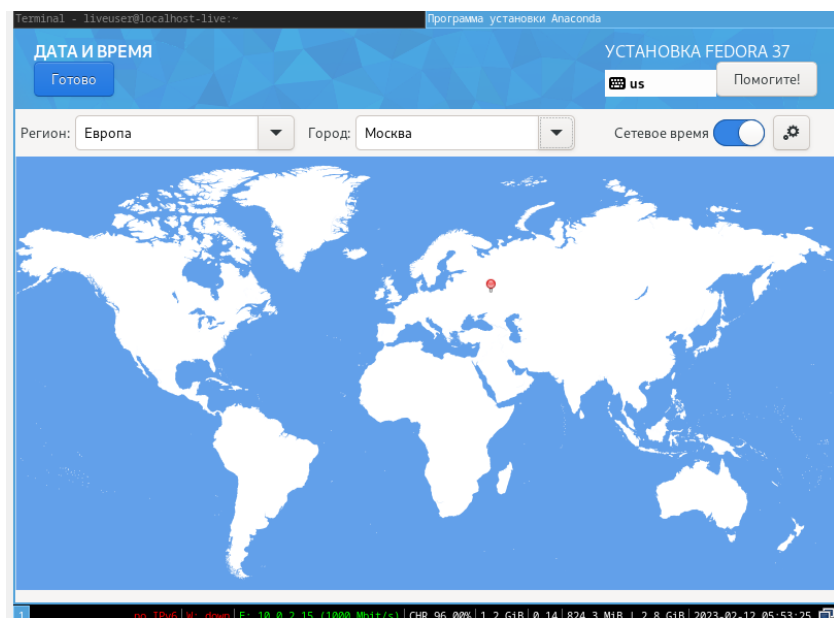 Terminal - liveuser@localhost-live:~
Программа установки Anaconda
ДАТА И ВРЕМЯ
УСТАНОВКА FEDORA 37
Готово
us
Помогите!
Регион:
Европа
Город:
Москва
Сетевое время
1
no IPv6| W: down| E: 10.0.2.15 (1000 Mbit/s)| CHR 96.00%| 1.2 GiB| 0.14| 824.3 MiB | 2.8 GiB| 2023-02-12 05:53:25